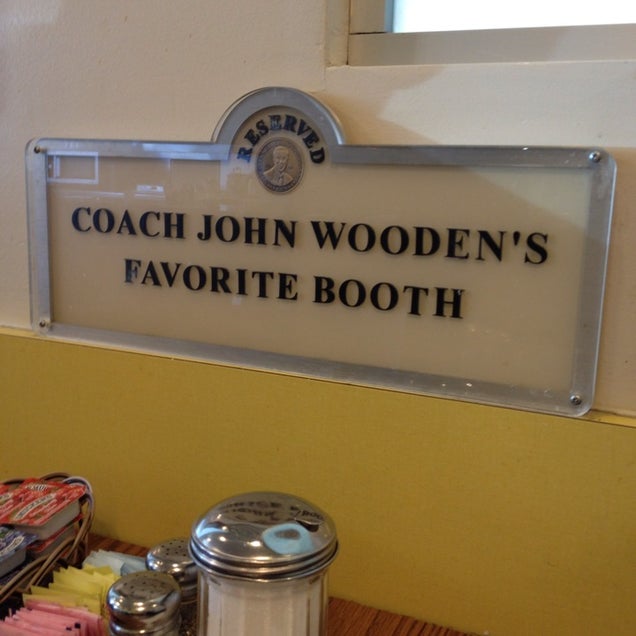 RESERVED
COACH JOHN WOODEN'S
FAVORITE BOOTH